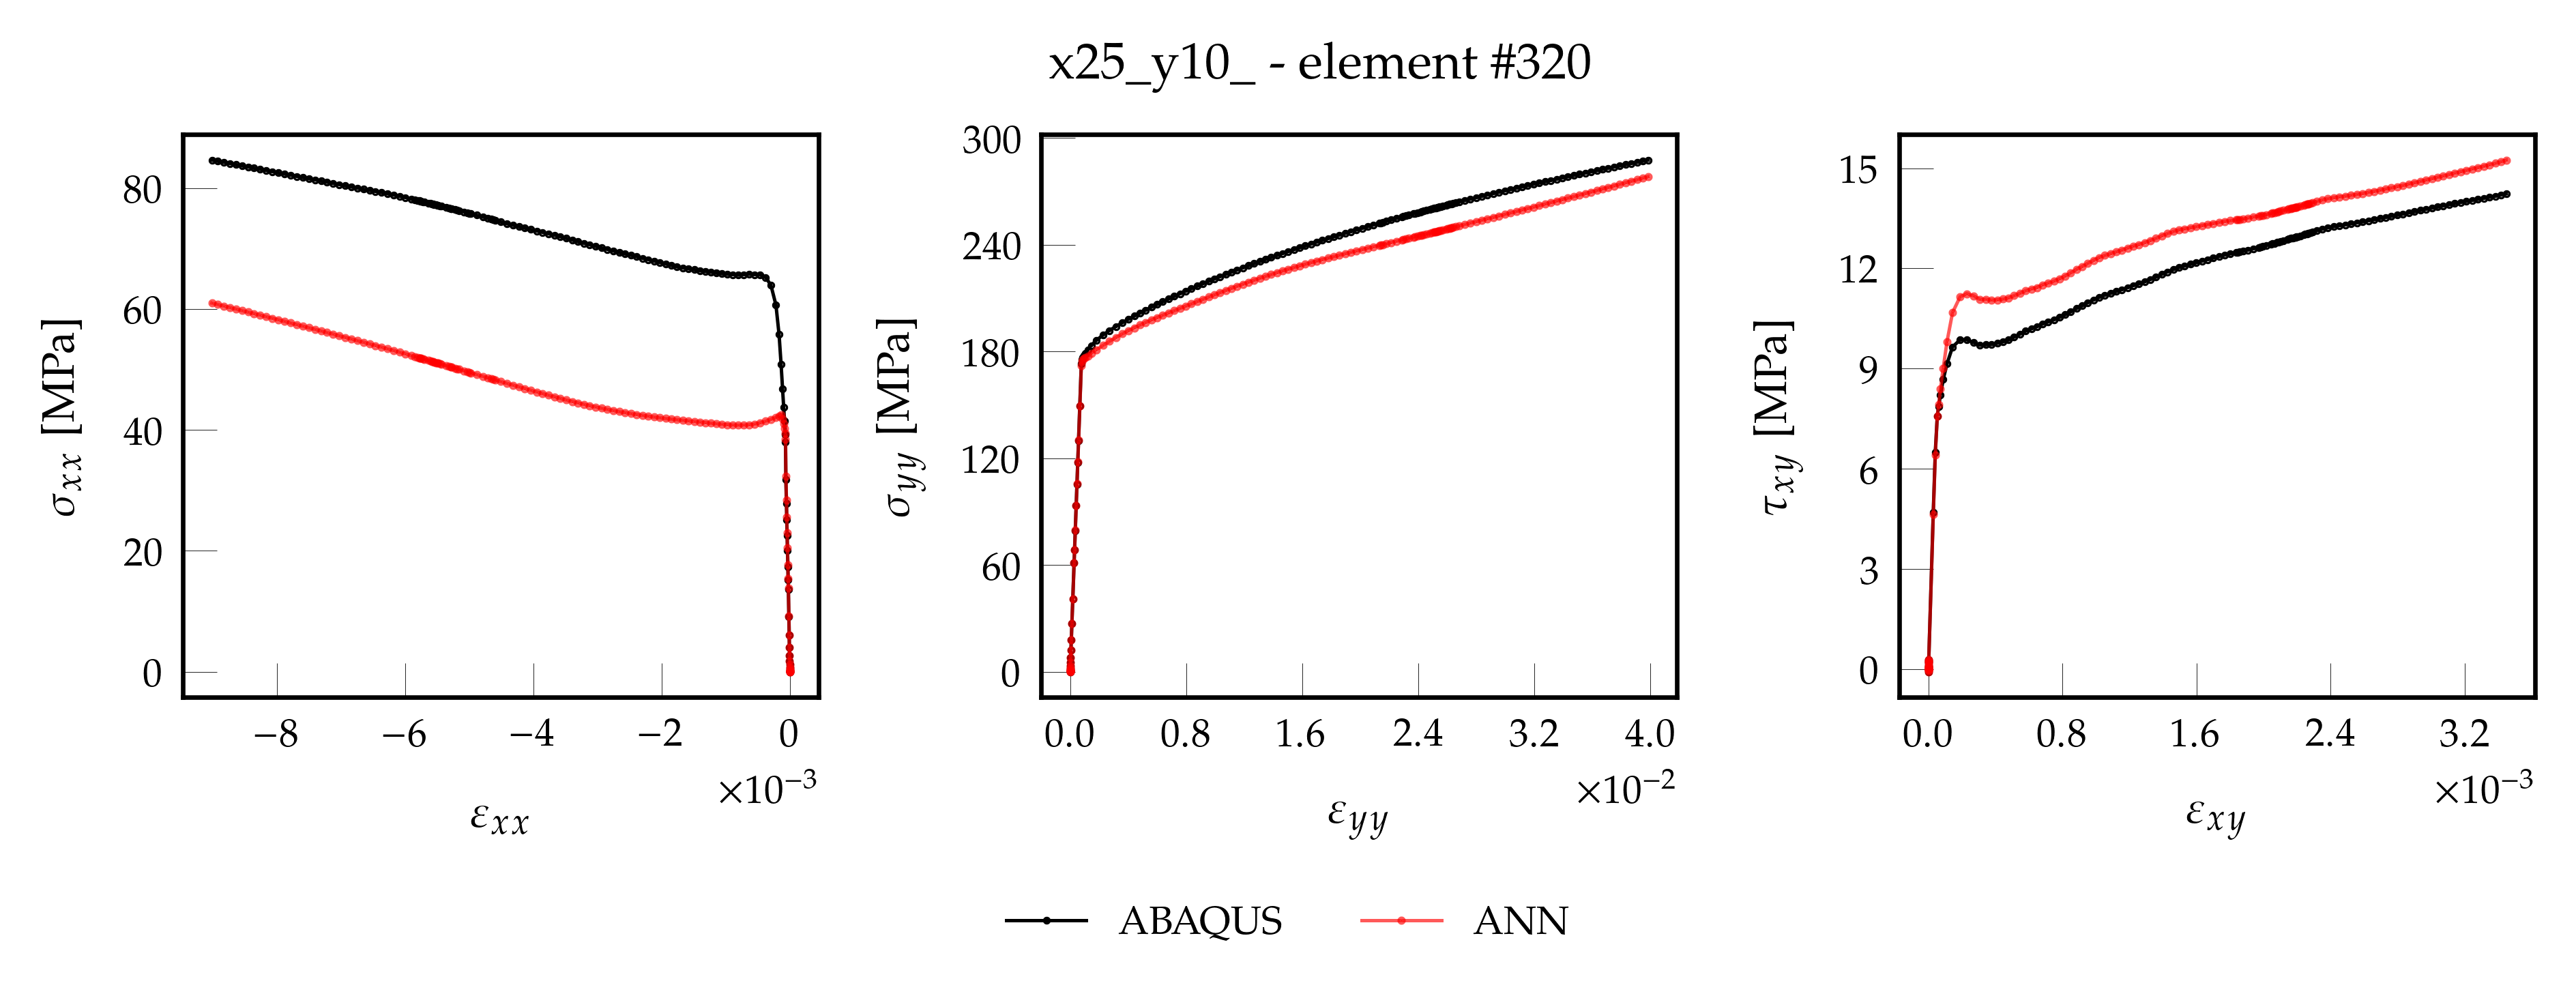 x25_y10_ - element #320
σxx [MPa]
80
60
40
20
0
−8 −6 −4 −2 0
×10−3
εxx
σyy [MPa]
300
240
180
120
60
0
0.0 0.8 1.6 2.4 3.2 4.0
×10−2
εyy
τxy [MPa]
15
12
9
6
3
0
0.0 0.8 1.6 2.4 3.2
×10−3
εxy
ABAQUS ANN